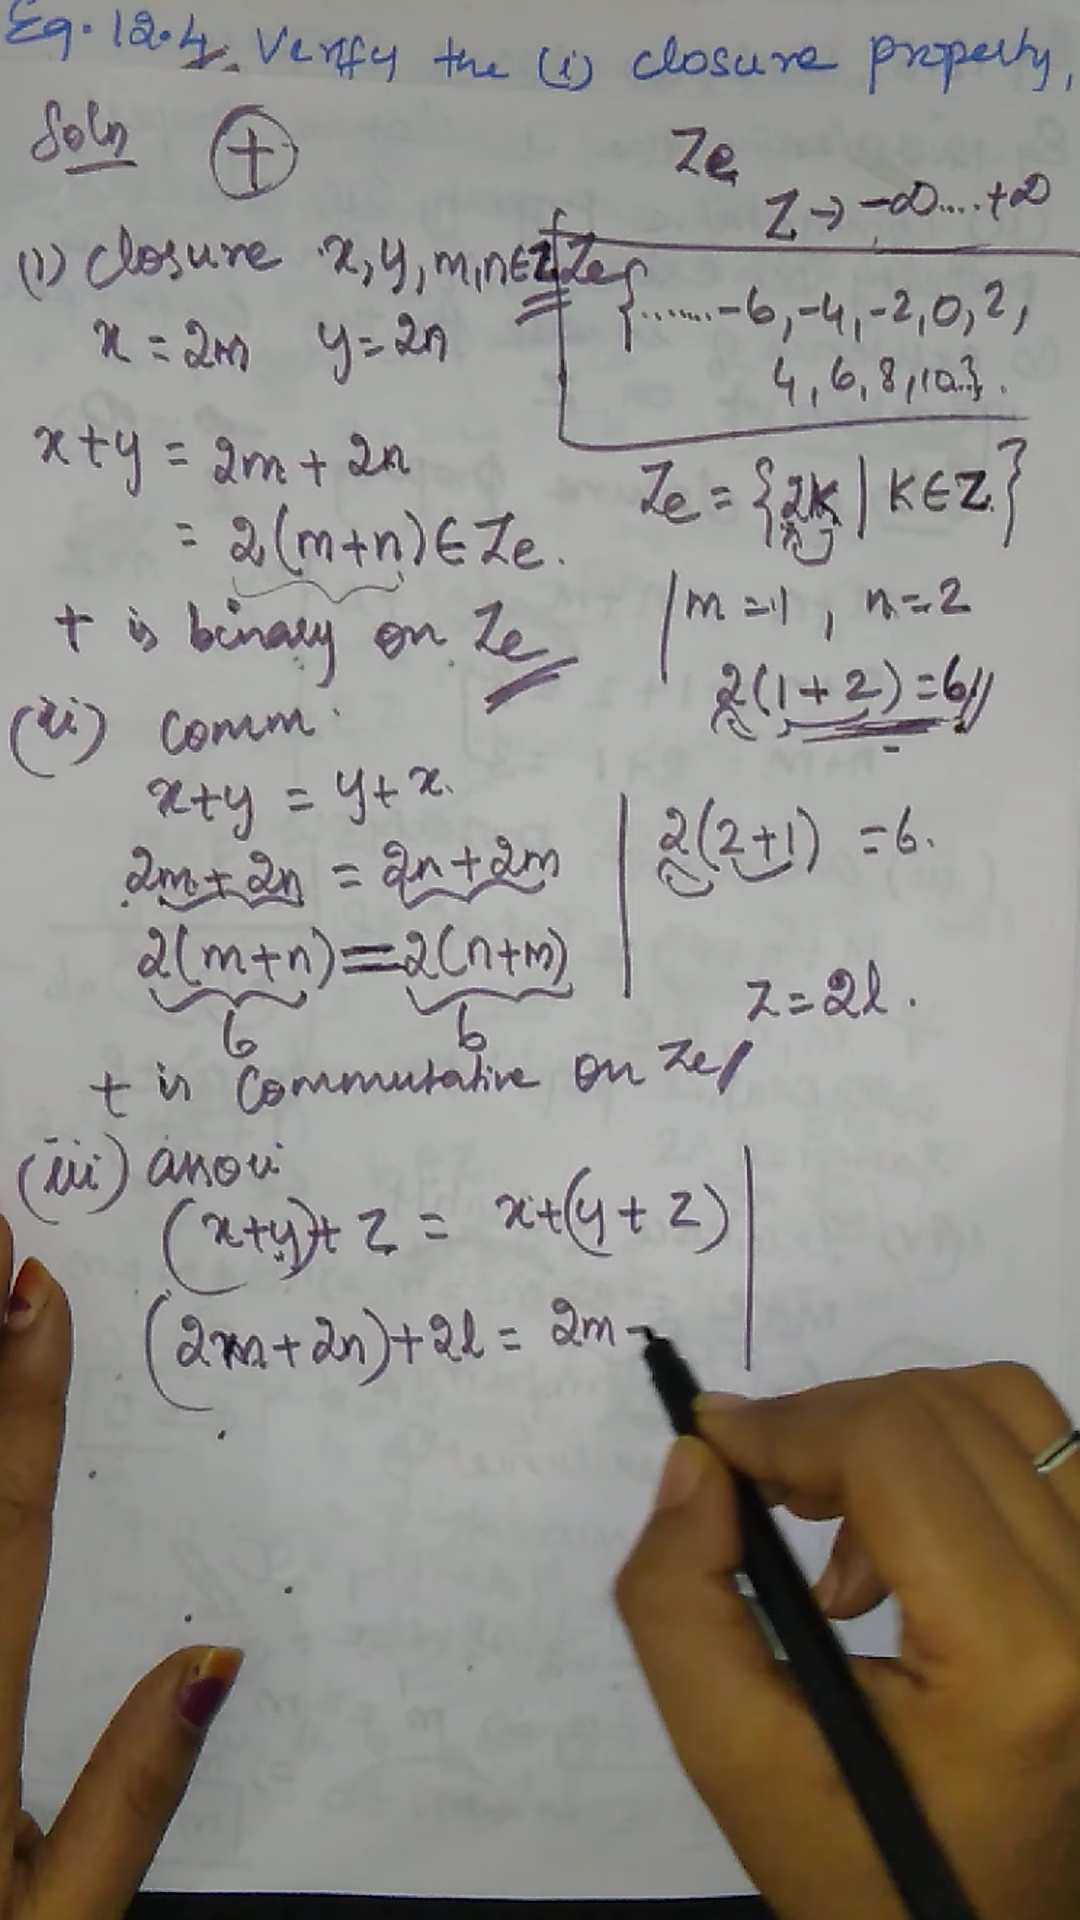 Eg. 12.4. Verify the (i) closure property,
Soln +
Ze
Z → -∞....+∞
(i) closure x, y, m, n ∈ Z
x = 2m y = 2n
Ze {.......-6, -4, -2, 0, 2,
4, 6, 8, 10..}.
x+y = 2m + 2n
= 2(m+n) ∈ Ze.
+ is binary on Ze
Ze = {2k | k ∈ Z}
m = 1, n = 2
2(1+2) = 6//
(ii) comm.
x+y = y+x.
2m + 2n = 2n + 2m
2(m+n) = 2(n+m)
6 6
+ is commutative on Ze/
2(2+1) = 6.
z = 2l.
(iii) assoi
(x+y)+z = x+(y+z)
(2m+2n)+2l = 2m -